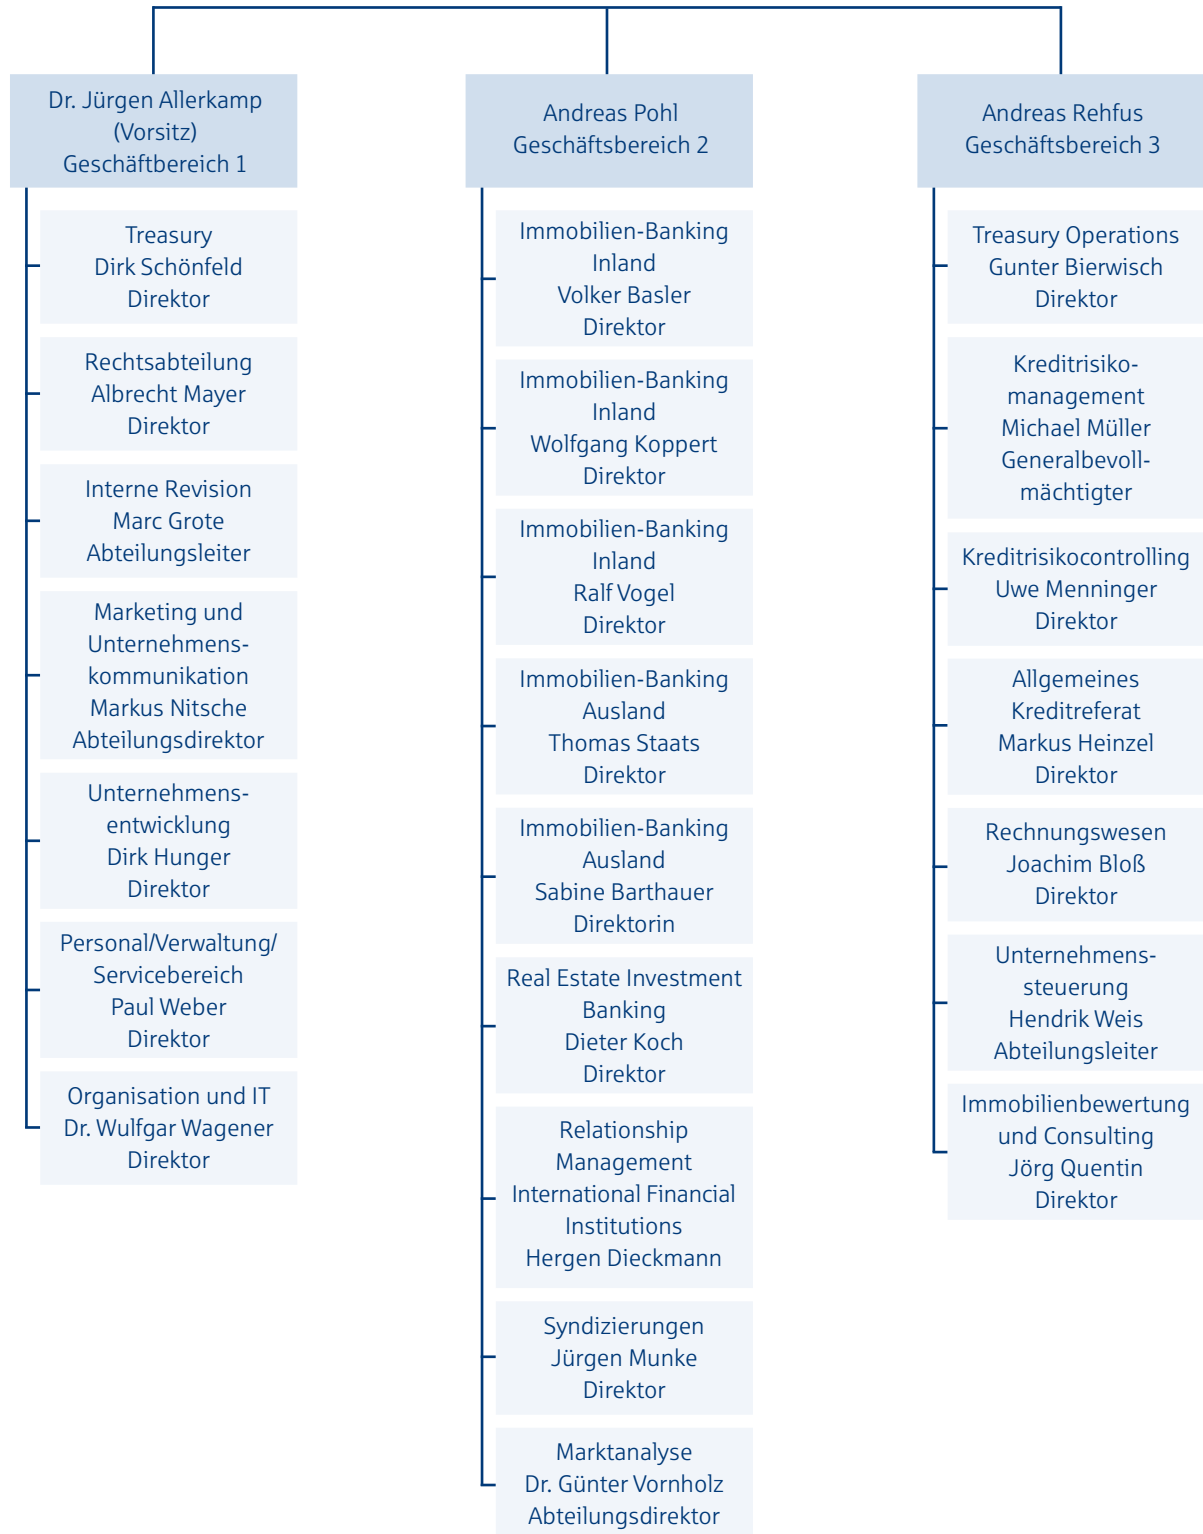 Dr. Jürgen Allerkamp
(Vorsitz)
Geschäftbereich 1
Treasury
Dirk Schönfeld
Direktor
Rechtsabteilung
Albrecht Mayer
Direktor
Interne Revision
Marc Grote
Abteilungsleiter
Marketing und
Unternehmens-
kommunikation
Markus Nitsche
Abteilungsdirektor
Unternehmens-
entwicklung
Dirk Hunger
Direktor
Personal/Verwaltung/
Servicebereich
Paul Weber
Direktor
Organisation und IT
Dr. Wulfgar Wagener
Direktor
Andreas Pohl
Geschäftsbereich 2
Immobilien-Banking
Inland
Volker Basler
Direktor
Immobilien-Banking
Inland
Wolfgang Koppert
Direktor
Immobilien-Banking
Inland
Ralf Vogel
Direktor
Immobilien-Banking
Ausland
Thomas Staats
Direktor
Immobilien-Banking
Ausland
Sabine Barthauer
Direktorin
Real Estate Investment
Banking
Dieter Koch
Direktor
Relationship
Management
International Financial
Institutions
Hergen Dieckmann
Syndizierungen
Jürgen Munke
Direktor
Marktanalyse
Dr. Günter Vornholz
Abteilungsdirektor
Andreas Rehfus
Geschäftsbereich 3
Treasury Operations
Gunter Bierwisch
Direktor
Kreditrisiko-
management
Michael Müller
Generalbevoll-
mächtigter
Kreditrisikocontrolling
Uwe Menninger
Direktor
Allgemeines
Kreditreferat
Markus Heinzel
Direktor
Rechnungswesen
Joachim Bloß
Direktor
Unternehmens-
steuerung
Hendrik Weis
Abteilungsleiter
Immobilienbewertung
und Consulting
Jörg Quentin
Direktor